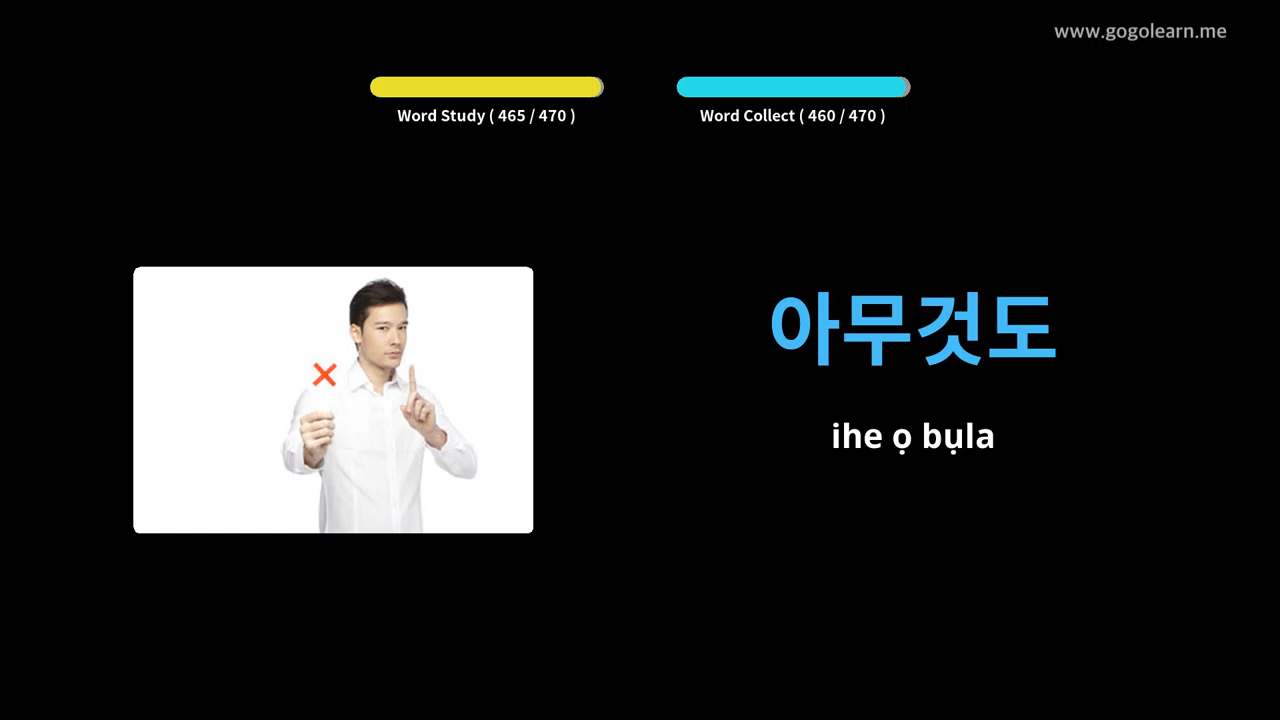 www.gogolearn.me
Word Study ( 465 / 470 )
Word Collect ( 460 / 470 )
아무것도
ihe ọ bụla